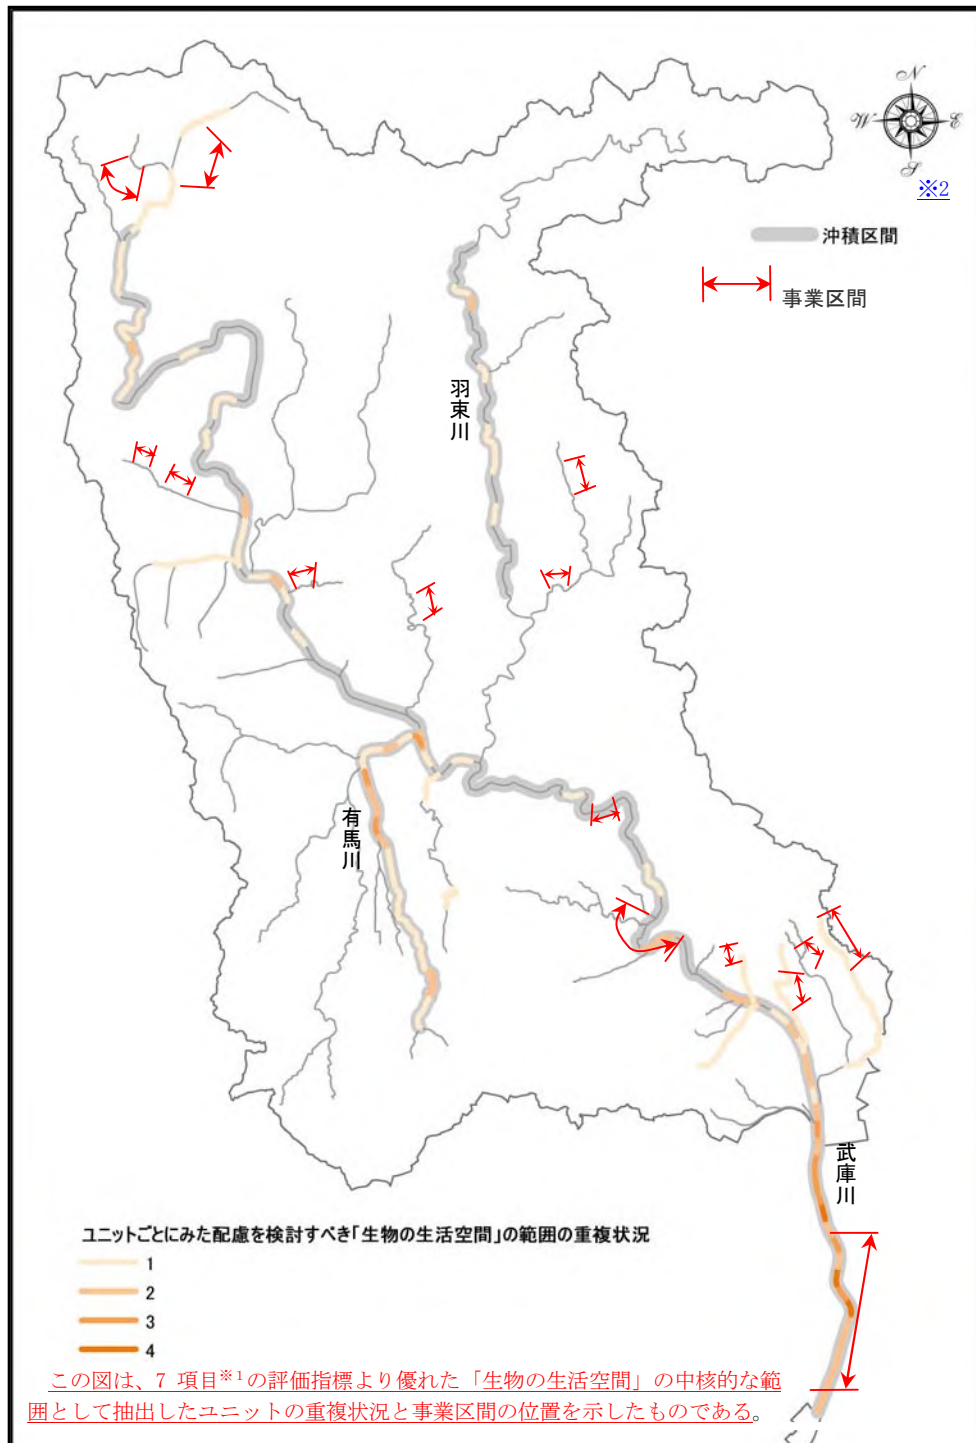 N
W
E
S
※2
沖積区間
事業区間
羽束川
有馬川
武庫川
ユニットごとにみた配慮を検討すべき「生物の生活空間」の範囲の重複状況
1
2
3
4
この図は、7 項目※1の評価指標より優れた「生物の生活空間」の中核的な範
囲として抽出したユニットの重複状況と事業区間の位置を示したものである。